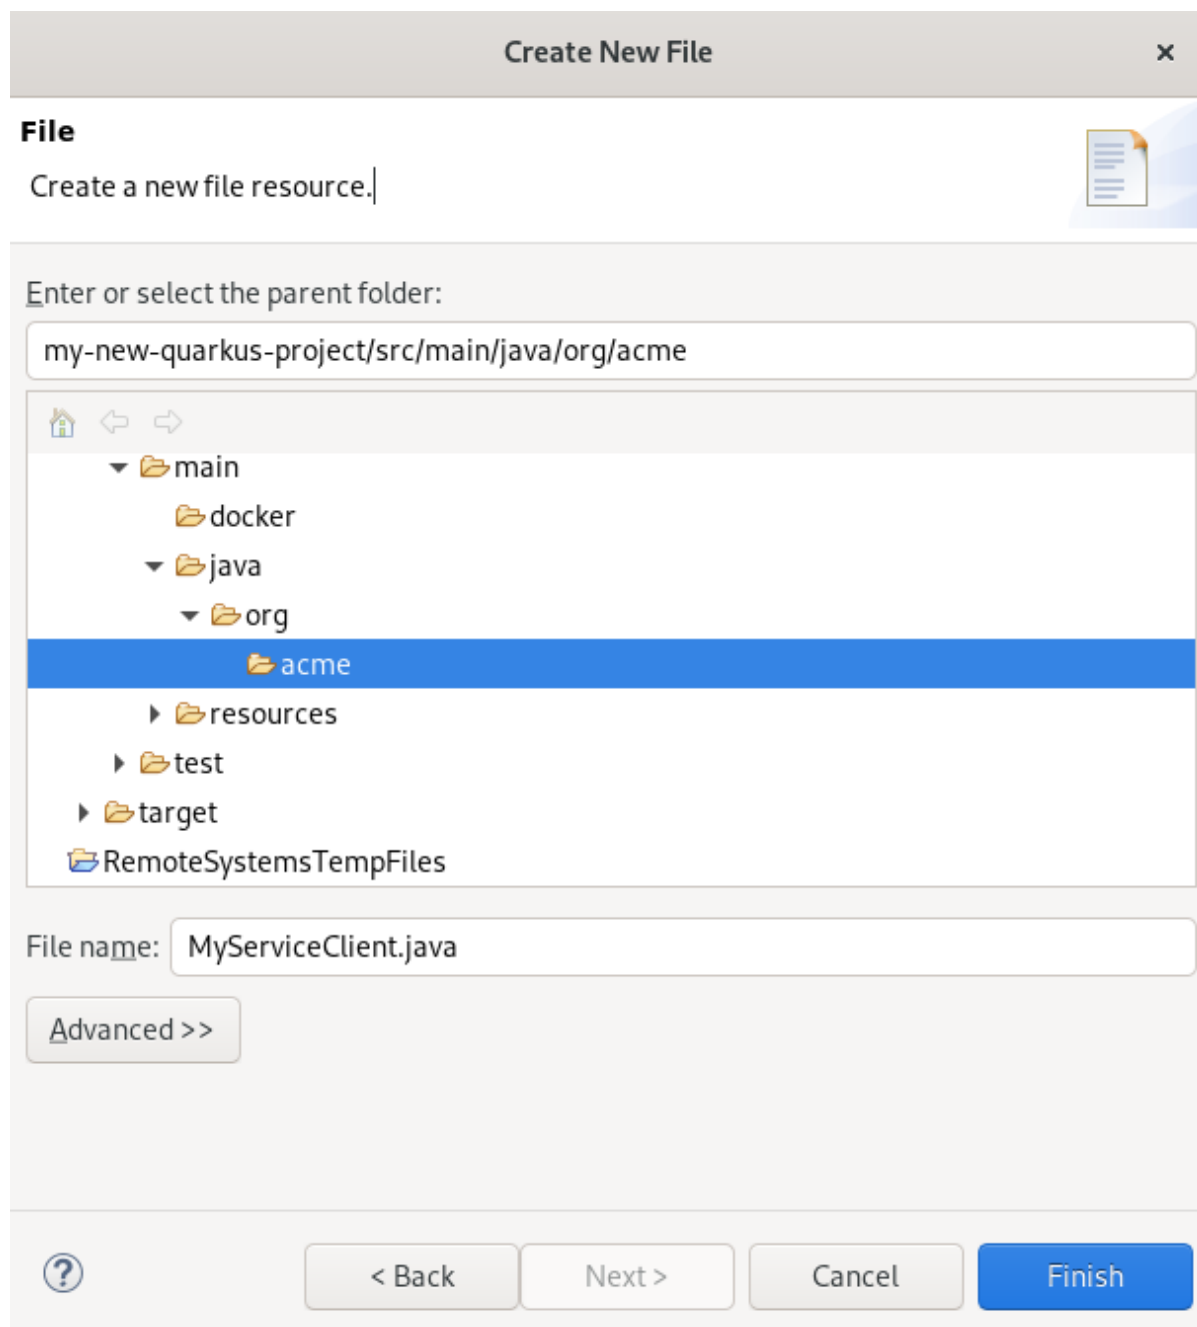 Create New File ×
File
Create a new file resource.
Enter or select the parent folder:
my-new-quarkus-project/src/main/java/org/acme
main
docker
java
org
acme
resources
test
target
RemoteSystemsTempFiles
File name: MyServiceClient.java
Advanced >>
? < Back Next > Cancel Finish